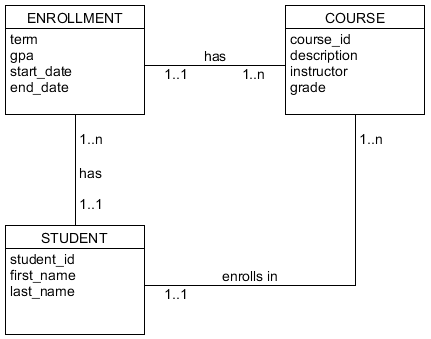 ENROLLMENT
term
gpa
start_date
end_date
COURSE
course_id
description
instructor
grade
has
1..1
1..n
1..n
has
1..1
1..n
STUDENT
student_id
first_name
last_name
enrolls in
1..1